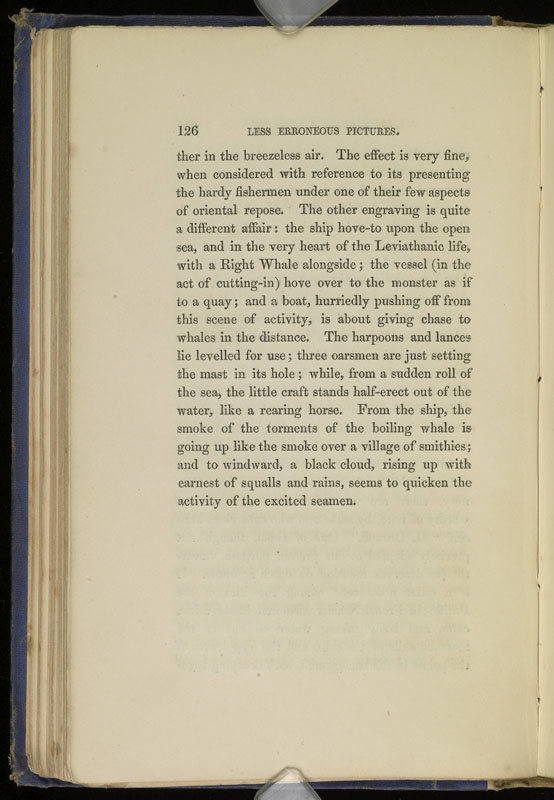 126 LESS ERRONEOUS PICTURES.
ther in the breezeless air. The effect is very fine,
when considered with reference to its presenting
the hardy fishermen under one of their few aspects
of oriental repose. The other engraving is quite
a different affair: the ship hove-to upon the open
sea, and in the very heart of the Leviathanic life,
with a Right Whale alongside; the vessel (in the
act of cutting-in) hove over to the monster as if
to a quay; and a boat, hurriedly pushing off from
this scene of activity, is about giving chase to
whales in the distance. The harpoons and lances
lie levelled for use; three oarsmen are just setting
the mast in its hole; while, from a sudden roll of
the sea, the little craft stands half-erect out of the
water, like a rearing horse. From the ship, the
smoke of the torments of the boiling whale is
going up like the smoke over a village of smithies;
and to windward, a black cloud, rising up with
earnest of squalls and rains, seems to quicken the
activity of the excited seamen.